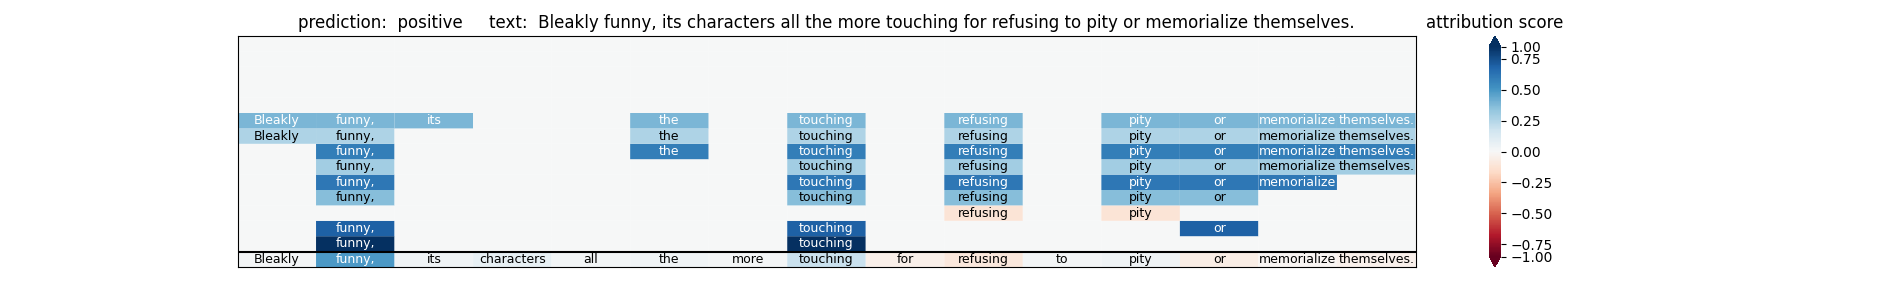 prediction:  positive     text:  Bleakly funny, its characters all the more touching for refusing to pity or memorialize themselves.
attribution score
Bleakly funny, its the touching refusing pity or memorialize themselves.
Bleakly funny, the touching refusing pity or memorialize themselves.
funny, the touching refusing pity or memorialize themselves.
funny, touching refusing pity or memorialize themselves.
funny, touching refusing pity or memorialize
funny, touching refusing pity or
refusing pity
funny, touching or
funny, touching
Bleakly funny, its characters all the more touching for refusing to pity or memorialize themselves.
1.00
0.75
0.50
0.25
0.00
−0.25
−0.50
−0.75
−1.00